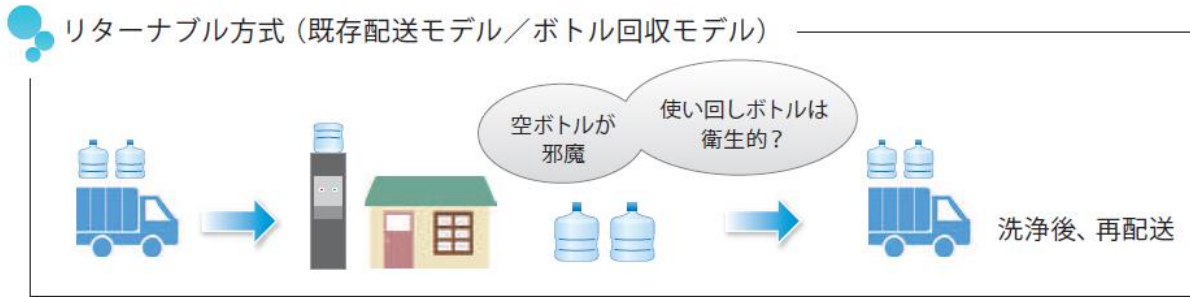 リターナブル方式（既存配送モデル／ボトル回収モデル）
空ボトルが
邪魔
使い回しボトルは
衛生的？
洗浄後、再配送